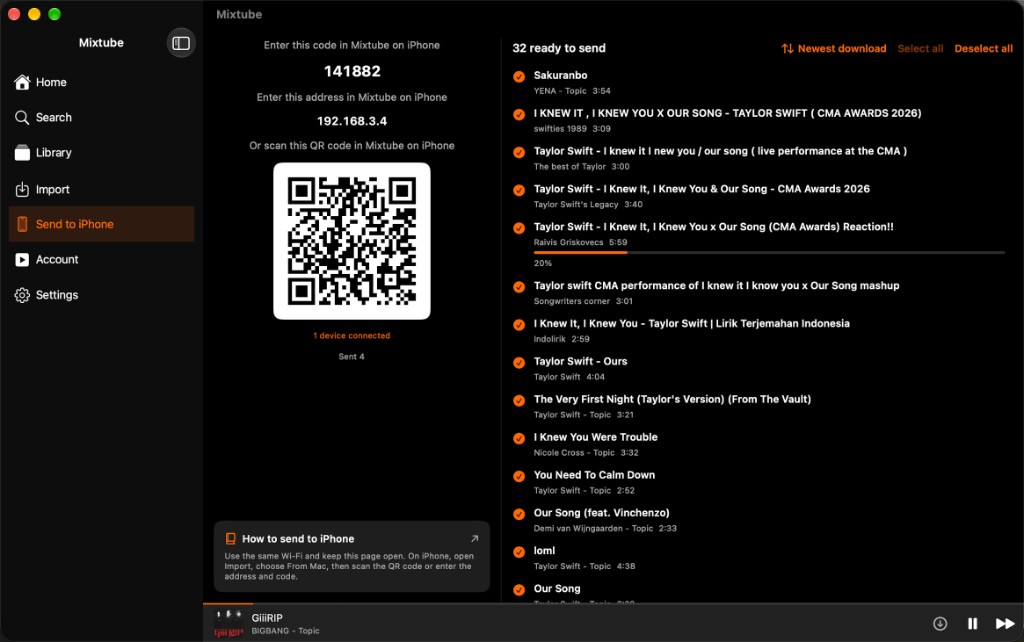 Mixtube
Mixtube
Home
Search
Library
Import
Send to iPhone
Account
Settings
Enter this code in Mixtube on iPhone
141882
Enter this address in Mixtube on iPhone
192.168.3.4
Or scan this QR code in Mixtube on iPhone
1 device connected
Sent 4
How to send to iPhone
Use the same Wi-Fi and keep this page open. On iPhone, open
Import, choose From Mac, then scan the QR code or enter the
address and code.
32 ready to send
Newest download
Select all
Deselect all
Sakuranbo
YENA - Topic 3:54
I KNEW IT , I KNEW YOU X OUR SONG - TAYLOR SWIFT ( CMA AWARDS 2026)
swifties 1989 3:09
Taylor Swift - I knew it I new you / our song ( live performance at the CMA )
The best of Taylor 3:00
Taylor Swift - I Knew It, I Knew You & Our Song - CMA Awards 2026
Taylor Swift's Legacy 3:40
Taylor Swift - I Knew It, I Knew You x Our Song (CMA Awards) Reaction!!
Raivis Griskovecs 5:59
20%
Taylor swift CMA performance of I knew it I know you x Our Song mashup
Songwriters corner 3:01
I Knew It, I Knew You - Taylor Swift | Lirik Terjemahan Indonesia
Indolirik 2:59
Taylor Swift - Ours
Taylor Swift 4:04
The Very First Night (Taylor's Version) (From The Vault)
Taylor Swift - Topic 3:21
I Knew You Were Trouble
Nicole Cross - Topic 3:32
You Need To Calm Down
Taylor Swift - Topic 2:52
Our Song (feat. Vinchenzo)
Demi van Wijngaarden - Topic 2:33
loml
Taylor Swift - Topic 4:38
Our Song
GiiiRIP
BIGBANG - Topic